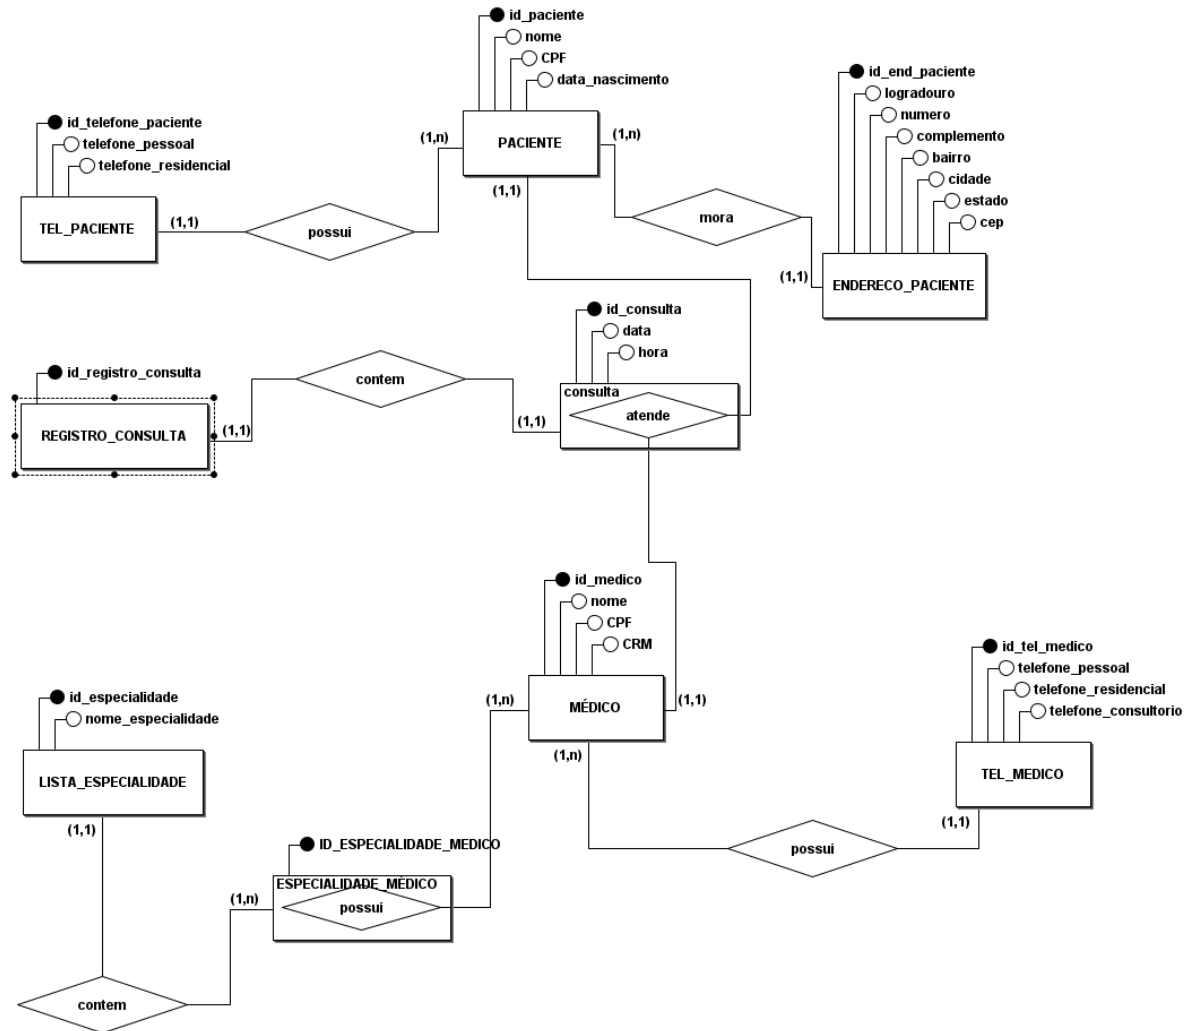 id_paciente
nome
CPF
data_nascimento
(1,n)
PACIENTE
(1,n)
(1,1)
id_telefone_paciente
telefone_pessoal
telefone_residencial
TEL_PACIENTE
(1,1)
possui
mora
id_end_paciente
logradouro
numero
complemento
bairro
cidade
estado
cep
(1,1)
ENDERECO_PACIENTE
id_consulta
data
hora
consulta
atende
(1,1)
contem
id_registro_consulta
REGISTRO_CONSULTA
(1,1)
id_medico
nome
CPF
CRM
(1,n)
MÉDICO
(1,1)
(1,n)
id_tel_medico
telefone_pessoal
telefone_residencial
telefone_consultorio
TEL_MEDICO
(1,1)
possui
id_especialidade
nome_especialidade
LISTA_ESPECIALIDADE
(1,1)
ID_ESPECIALIDADE_MEDICO
ESPECIALIDADE_MÉDICO
possui
(1,n)
contem